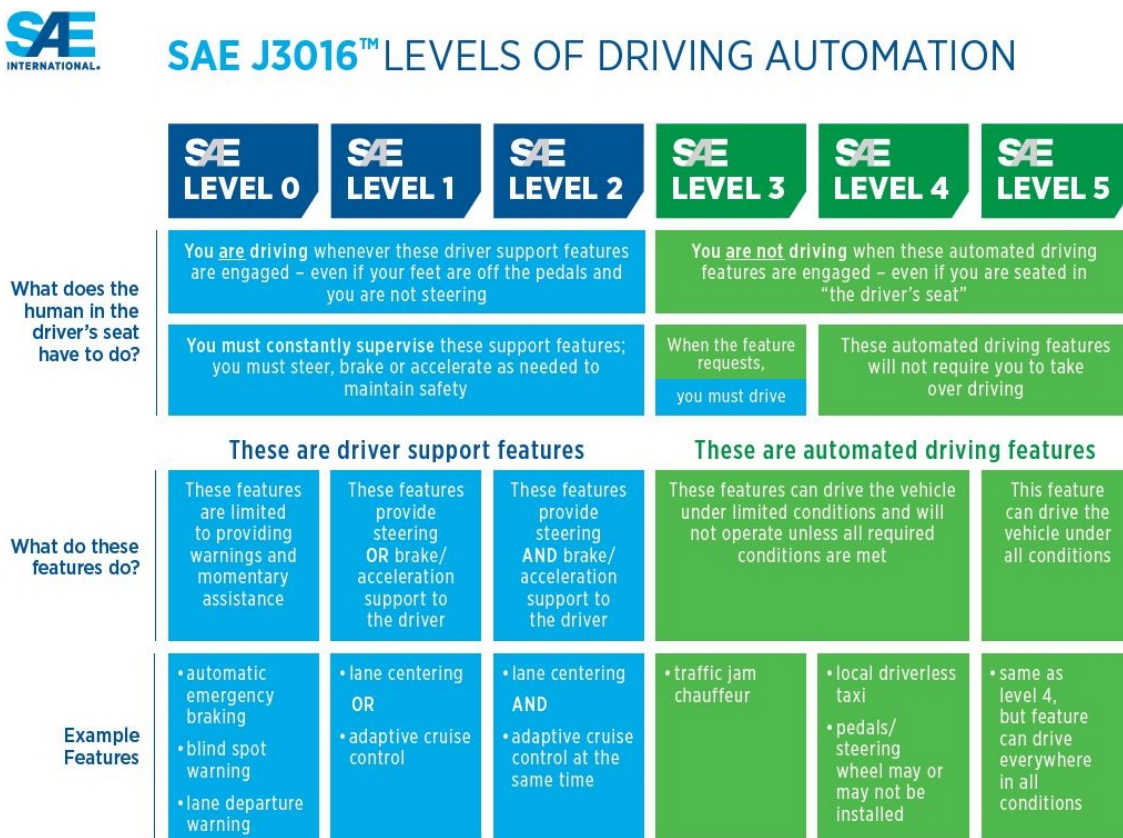 SAE
INTERNATIONAL®
SAE J3016™ LEVELS OF DRIVING AUTOMATION
SAE
LEVEL 0
SAE
LEVEL 1
SAE
LEVEL 2
SAE
LEVEL 3
SAE
LEVEL 4
SAE
LEVEL 5
What does the
human in the
driver's seat
have to do?
You are driving whenever these driver support features
are engaged – even if your feet are off the pedals and
you are not steering
You are not driving when these automated driving
features are engaged – even if you are seated in
“the driver's seat”
You must constantly supervise these support features;
you must steer, brake or accelerate as needed to
maintain safety
When the feature
requests,
you must drive
These automated driving features
will not require you to take
over driving
These are driver support features
These are automated driving features
What do these
features do?
These features
are limited
to providing
warnings and
momentary
assistance
These features
provide
steering
OR brake/
acceleration
support to
the driver
These features
provide
steering
AND brake/
acceleration
support to
the driver
These features can drive the vehicle
under limited conditions and will
not operate unless all required
conditions are met
This feature
can drive the
vehicle under
all conditions
Example
Features
• automatic
emergency
braking
• blind spot
warning
• lane departure
warning
• lane centering
OR
• adaptive cruise
control
• lane centering
AND
• adaptive cruise
control at the
same time
• traffic jam
chauffeur
• local driverless
taxi
• pedals/
steering
wheel may or
may not be
installed
• same as
level 4,
but feature
can drive
everywhere
in all
conditions